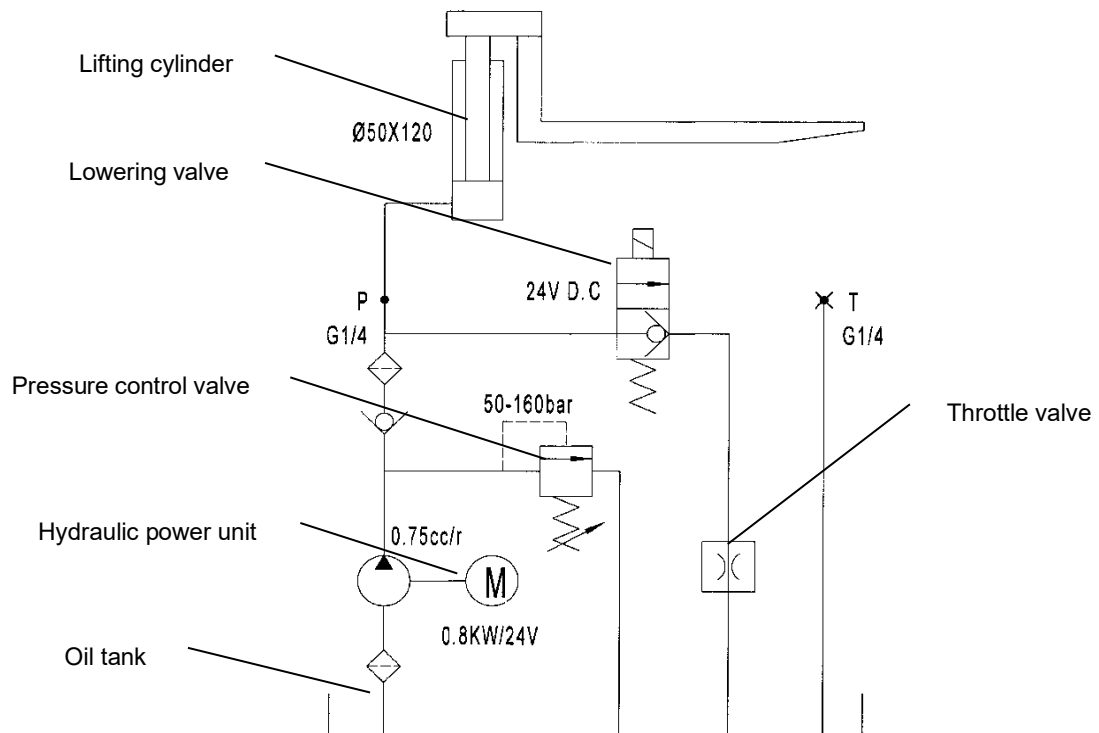 Lifting cylinder
Ø50X120
Lowering valve
24V D.C
P
T
G1/4
G1/4
Pressure control valve
50-160bar
Throttle valve
Hydraulic power unit
0.75cc/r
M
0.8KW/24V
Oil tank